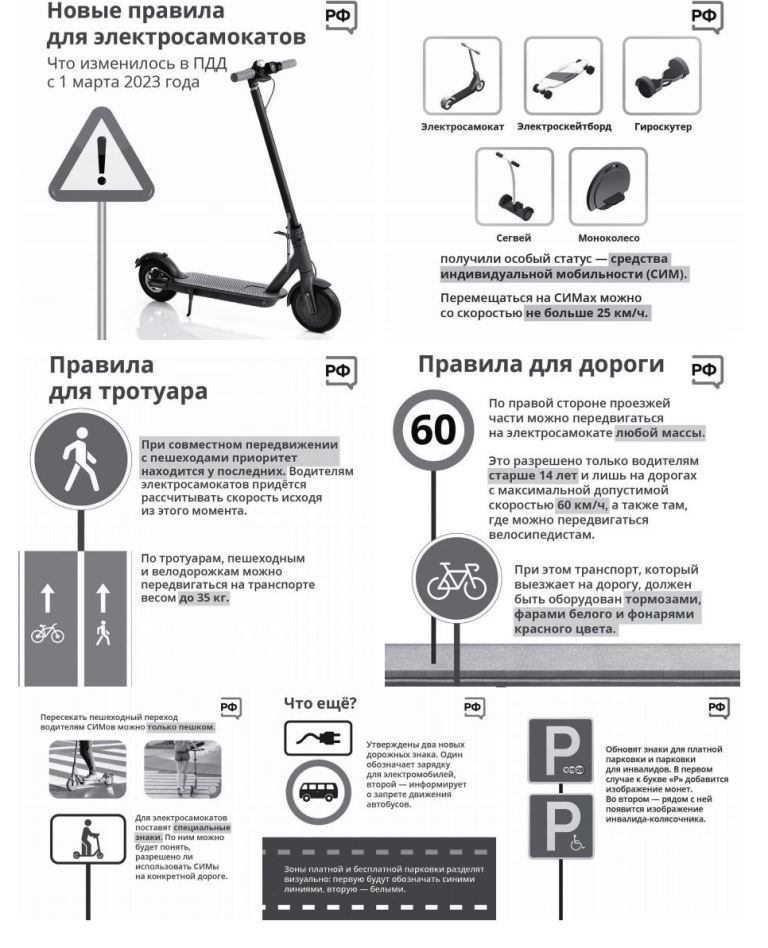 Новые правила
для электросамокатов
РФ
Что изменилось в ПДД
с 1 марта 2023 года
РФ
Электросамокат
Электроскейтборд
Гироскутер
Сегвей
Моноколесо
получили особый статус — средства
индивидуальной мобильности (СИМ).
Перемещаться на СИМах можно
со скоростью не больше 25 км/ч.
Правила
для тротуара
РФ
При совместном передвижении
с пешеходами приоритет
находится у последних. Водителям
электросамокатов придётся
рассчитывать скорость исходя
из этого момента.
По тротуарам, пешеходным
и велодорожкам можно
передвигаться на транспорте
весом до 35 кг.
Правила для дороги
РФ
60
По правой стороне проезжей
части можно передвигаться
на электросамокате любой массы.
Это разрешено только водителям
старше 14 лет и лишь на дорогах
с максимальной допустимой
скоростью 60 км/ч, а также там,
где можно передвигаться
велосипедистам.
При этом транспорт, который
выезжает на дорогу, должен
быть оборудован тормозами,
фарами белого и фонарями
красного цвета.
РФ
Пересекать пешеходный переход
водителям СИМов можно только пешком.
Для электросамокатов
поставят специальные
знаки. По ним можно
будет понять,
разрешено ли
использовать СИМы
на конкретной дороге.
Что ещё?
РФ
Утверждены два новых
дорожных знака. Один
обозначает зарядку
для электромобилей,
второй — информирует
о запрете движения
автобусов.
Зоны платной и бесплатной парковки разделят
визуально: первую будут обозначать синими
линиями, вторую — белыми.
РФ
P
P
Обновят знаки для платной
парковки и парковки
для инвалидов. В первом
случае к букве «Р» добавится
изображение монет.
Во втором — рядом с ней
появится изображение
инвалида-колясочника.